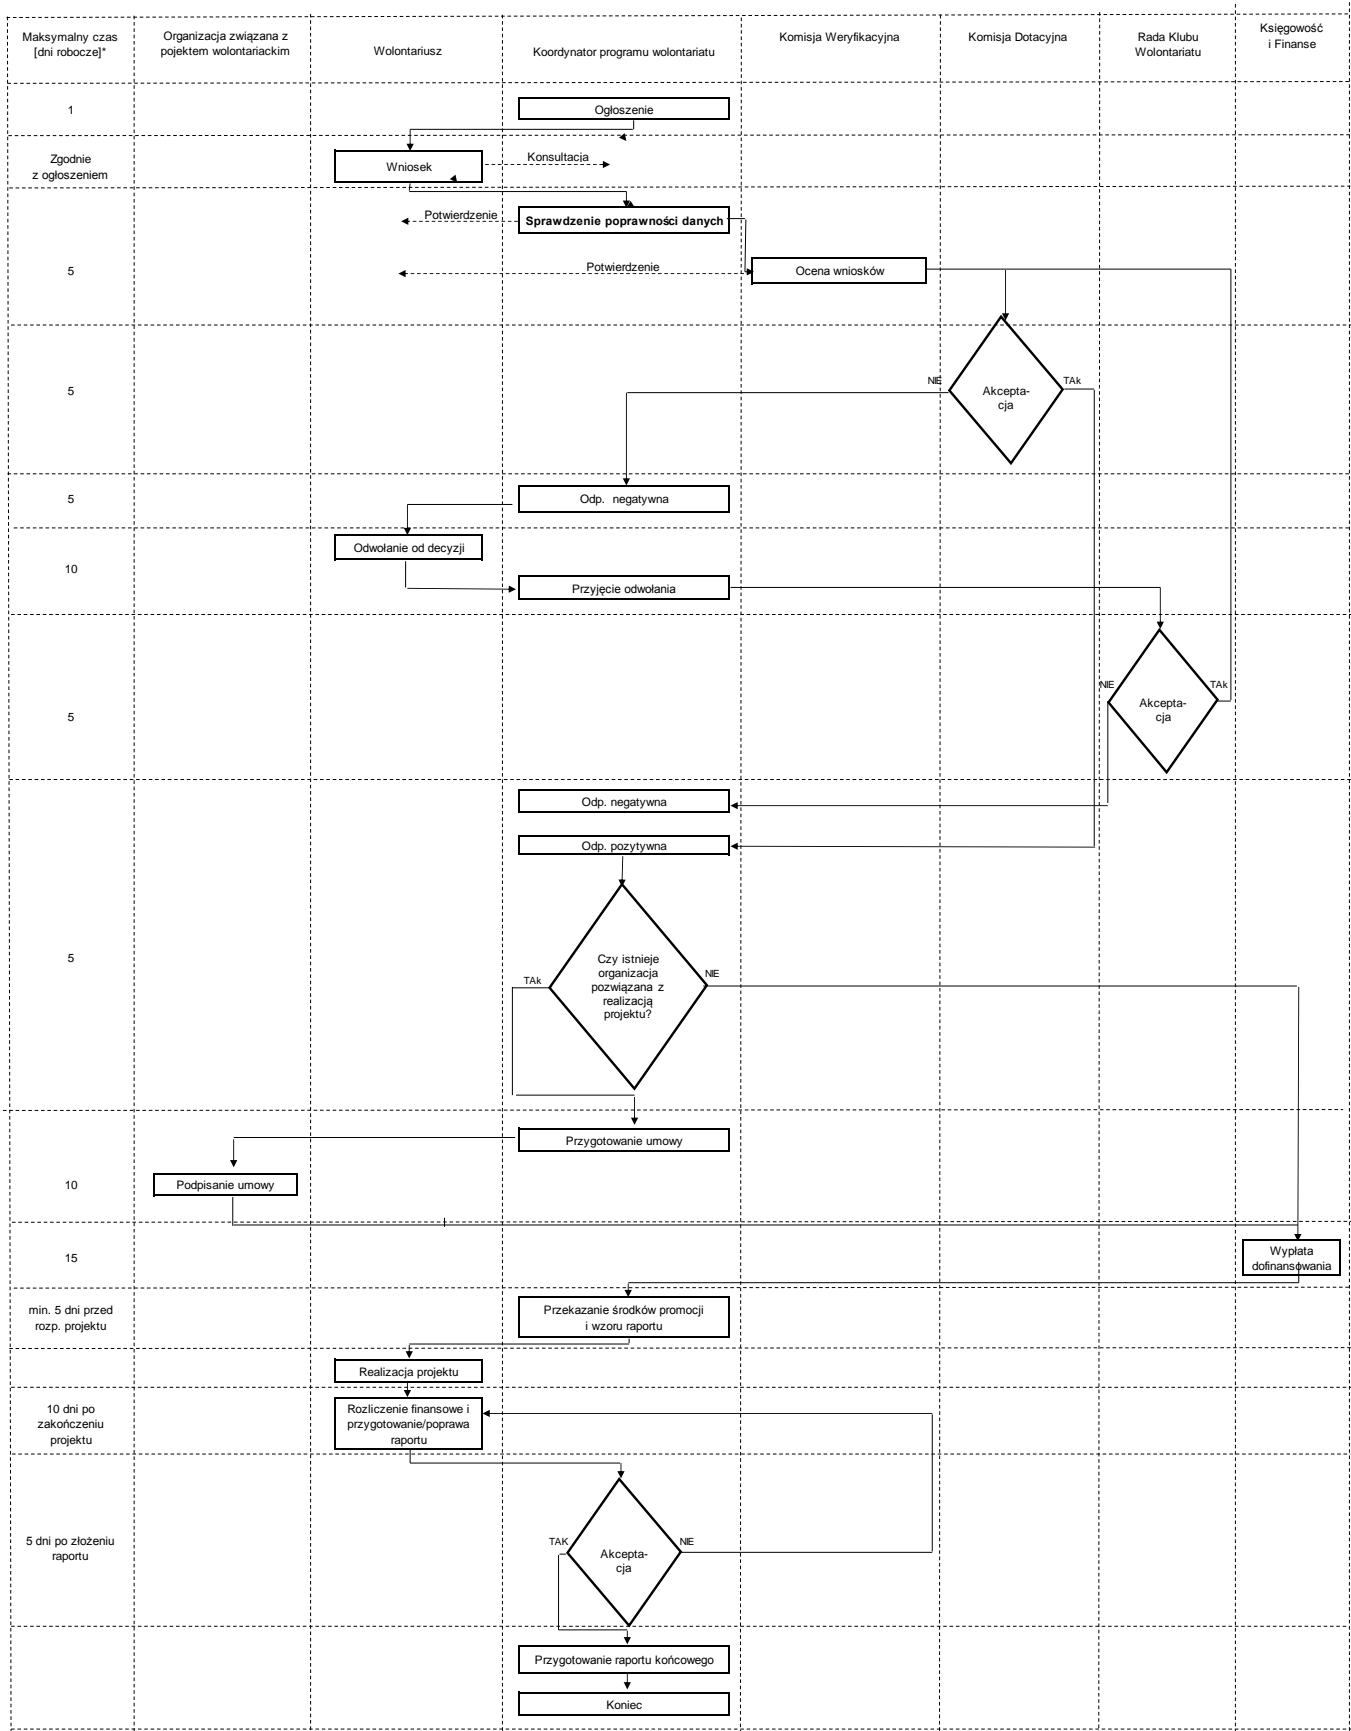 Maksymalny czas
[dni robocze]*
Organizacja związana z
pojektem wolontariackim
Wolontariusz
Koordynator programu wolontariatu
Komisja Weryfikacyjna
Komisja Dotacyjna
Rada Klubu
Wolontariatu
Księgowość
i Finanse
1
Ogłoszenie
Zgodnie
z ogłoszeniem
Wniosek
Konsultacja
Potwierdzenie
Sprawdzenie poprawności danych
5
Potwierdzenie
Ocena wniosków
5
NIE
Akcepta-
cja
TAk
5
Odp. negatywna
10
Odwołanie od decyzji
Przyjęcie odwołania
5
NIE
Akcepta-
cja
TAk
Odp. negatywna
Odp. pozytywna
5
TAk
Czy istnieje
organizacja
pozwiązana z
realizacją
projektu?
NIE
Przygotowanie umowy
10
Podpisanie umowy
15
Wypłata
dofinansowania
min. 5 dni przed
rozp. projektu
Przekazanie środków promocji
i wzoru raportu
Realizacja projektu
10 dni po
zakończeniu
projektu
Rozliczenie finansowe i
przygotowanie/poprawa
raportu
5 dni po złożeniu
raportu
TAK
Akcepta-
cja
NIE
Przygotowanie raportu końcowego
Koniec